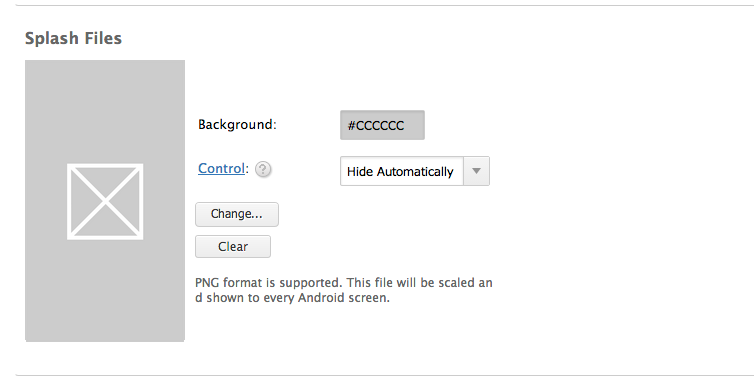 Splash Files
Background: #CCCCCC
Control: ? Hide Automatically
Change...
Clear
PNG format is supported. This file will be scaled an
d shown to every Android screen.